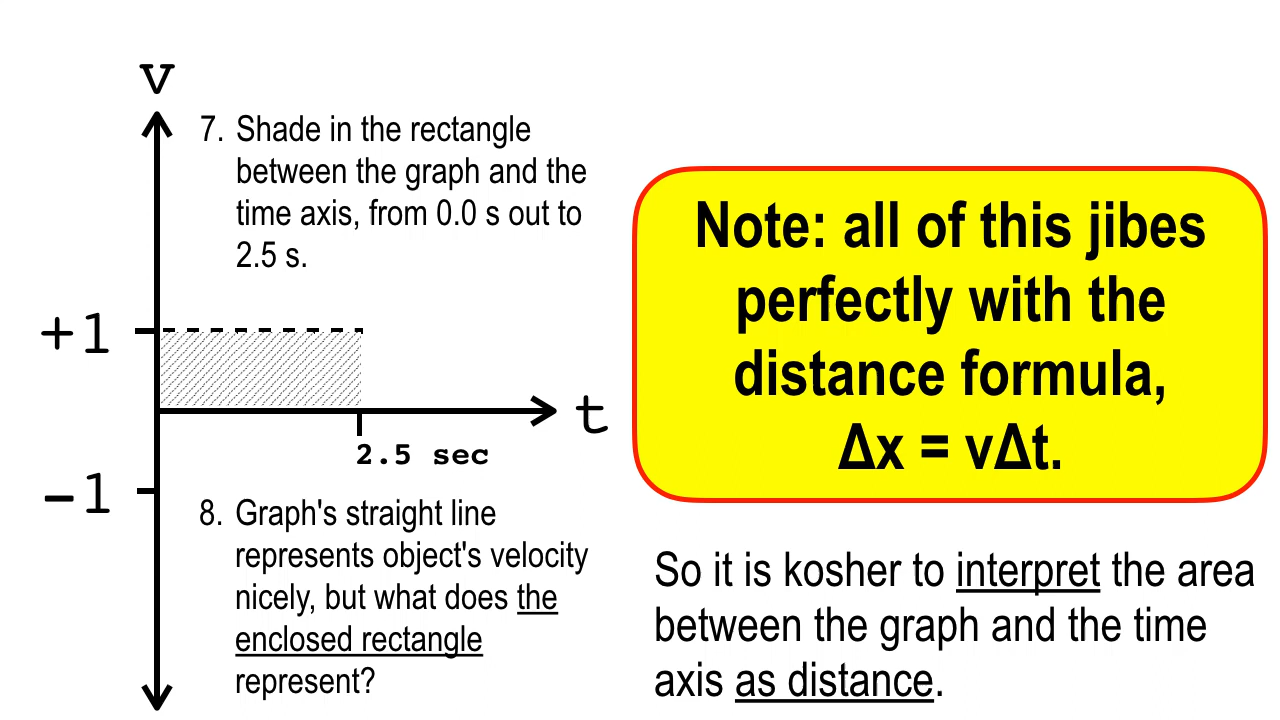 v
7. Shade in the rectangle
between the graph and the
time axis, from 0.0 s out to
2.5 s.
+1
t
2.5 sec
−1
8. Graph's straight line
represents object's velocity
nicely, but what does the
enclosed rectangle
represent?
Note: all of this jibes
perfectly with the
distance formula,
Δx = vΔt.
So it is kosher to interpret the area
between the graph and the time
axis as distance.